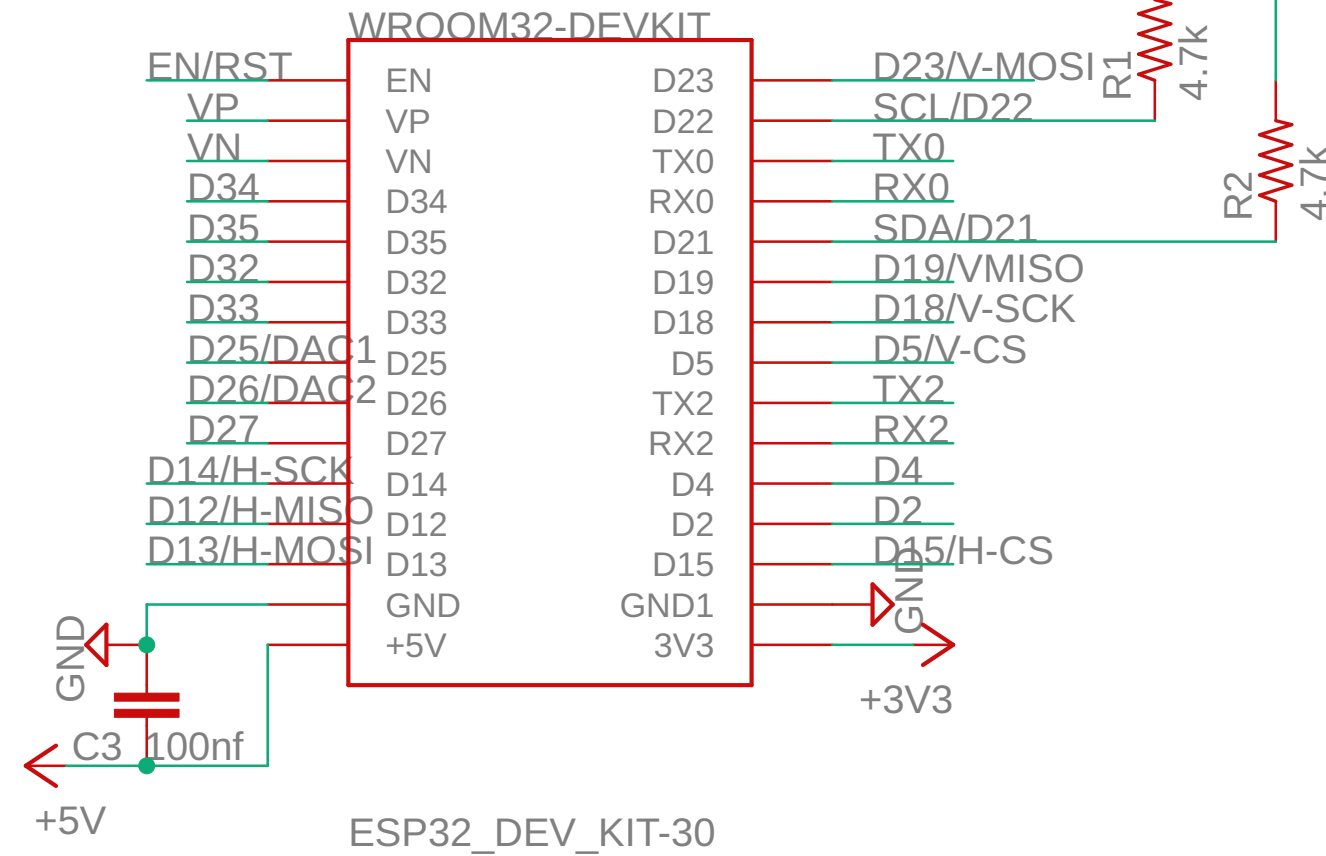 WROOM32-DEVKIT
EN/RST
VP
VN
D34
D35
D32
D33
D25/DAC1
D26/DAC2
D27
D14/H-SCK
D12/H-MISO
D13/H-MOSI
EN
VP
VN
D34
D35
D32
D33
D25
D26
D27
D14
D12
D13
GND
+5V
D23
D22
TX0
RX0
D21
D19
D18
D5
TX2
RX2
D4
D2
D15
GND1
3V3
D23/V-MOSI
SCL/D22
TX0
RX0
SDA/D21
D19/VMISO
D18/V-SCK
D5/V-CS
TX2
RX2
D4
D2
D15/H-CS
GND
+3V3
R1
4.7k
R2
4.7k
GND
C3 100nf
+5V
ESP32_DEV_KIT-30